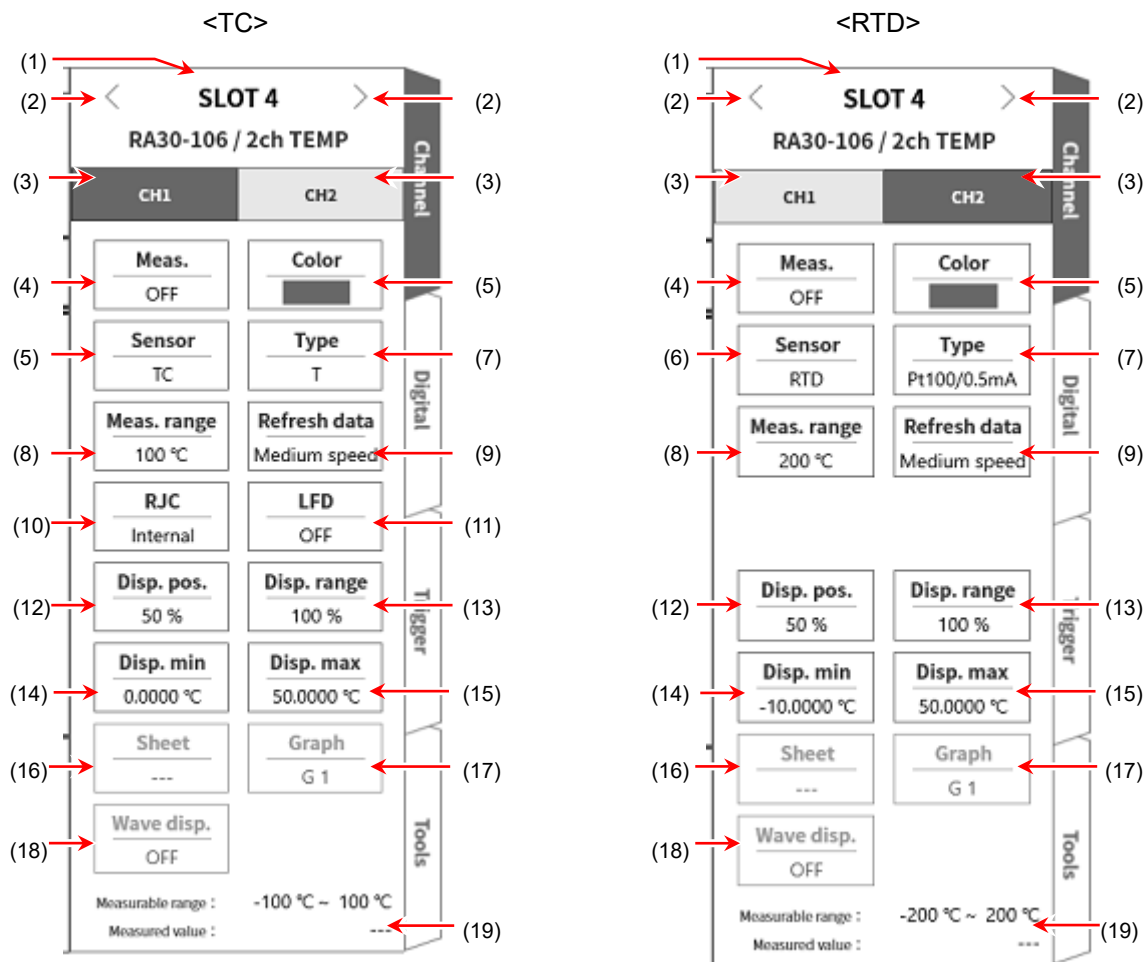 <TC>
(1)
(2) SLOT 4 (2)
RA30-106 / 2ch TEMP
(3) (3)
CH1 CH2
Meas. Color
(4) OFF (5)
Sensor Type
(5) TC T (7)
Meas. range Refresh data
(8) 100 ℃ Medium speed (9)
RJC LFD
(10) Internal OFF (11)
Disp. pos. Disp. range
(12) 50 % 100 % (13)
Disp. min Disp. max
(14) 0.0000 ℃ 50.0000 ℃ (15)
Sheet Graph
(16) --- G 1 (17)
Wave disp.
(18) OFF
Measurable range : -100 ℃ ~ 100 ℃
Measured value : --- (19)
Channel
Digital
Trigger
Tools
<RTD>
(1)
(2) SLOT 4 (2)
RA30-106 / 2ch TEMP
(3) (3)
CH1 CH2
Meas. Color
(4) OFF (5)
Sensor Type
(6) RTD Pt100/0.5mA (7)
Meas. range Refresh data
(8) 200 ℃ Medium speed (9)
Disp. pos. Disp. range
(12) 50 % 100 % (13)
Disp. min Disp. max
(14) -10.0000 ℃ 50.0000 ℃ (15)
Sheet Graph
(16) --- G 1 (17)
Wave disp.
(18) OFF
Measurable range : -200 ℃ ~ 200 ℃
Measured value : --- (19)
Channel
Digital
Trigger
Tools